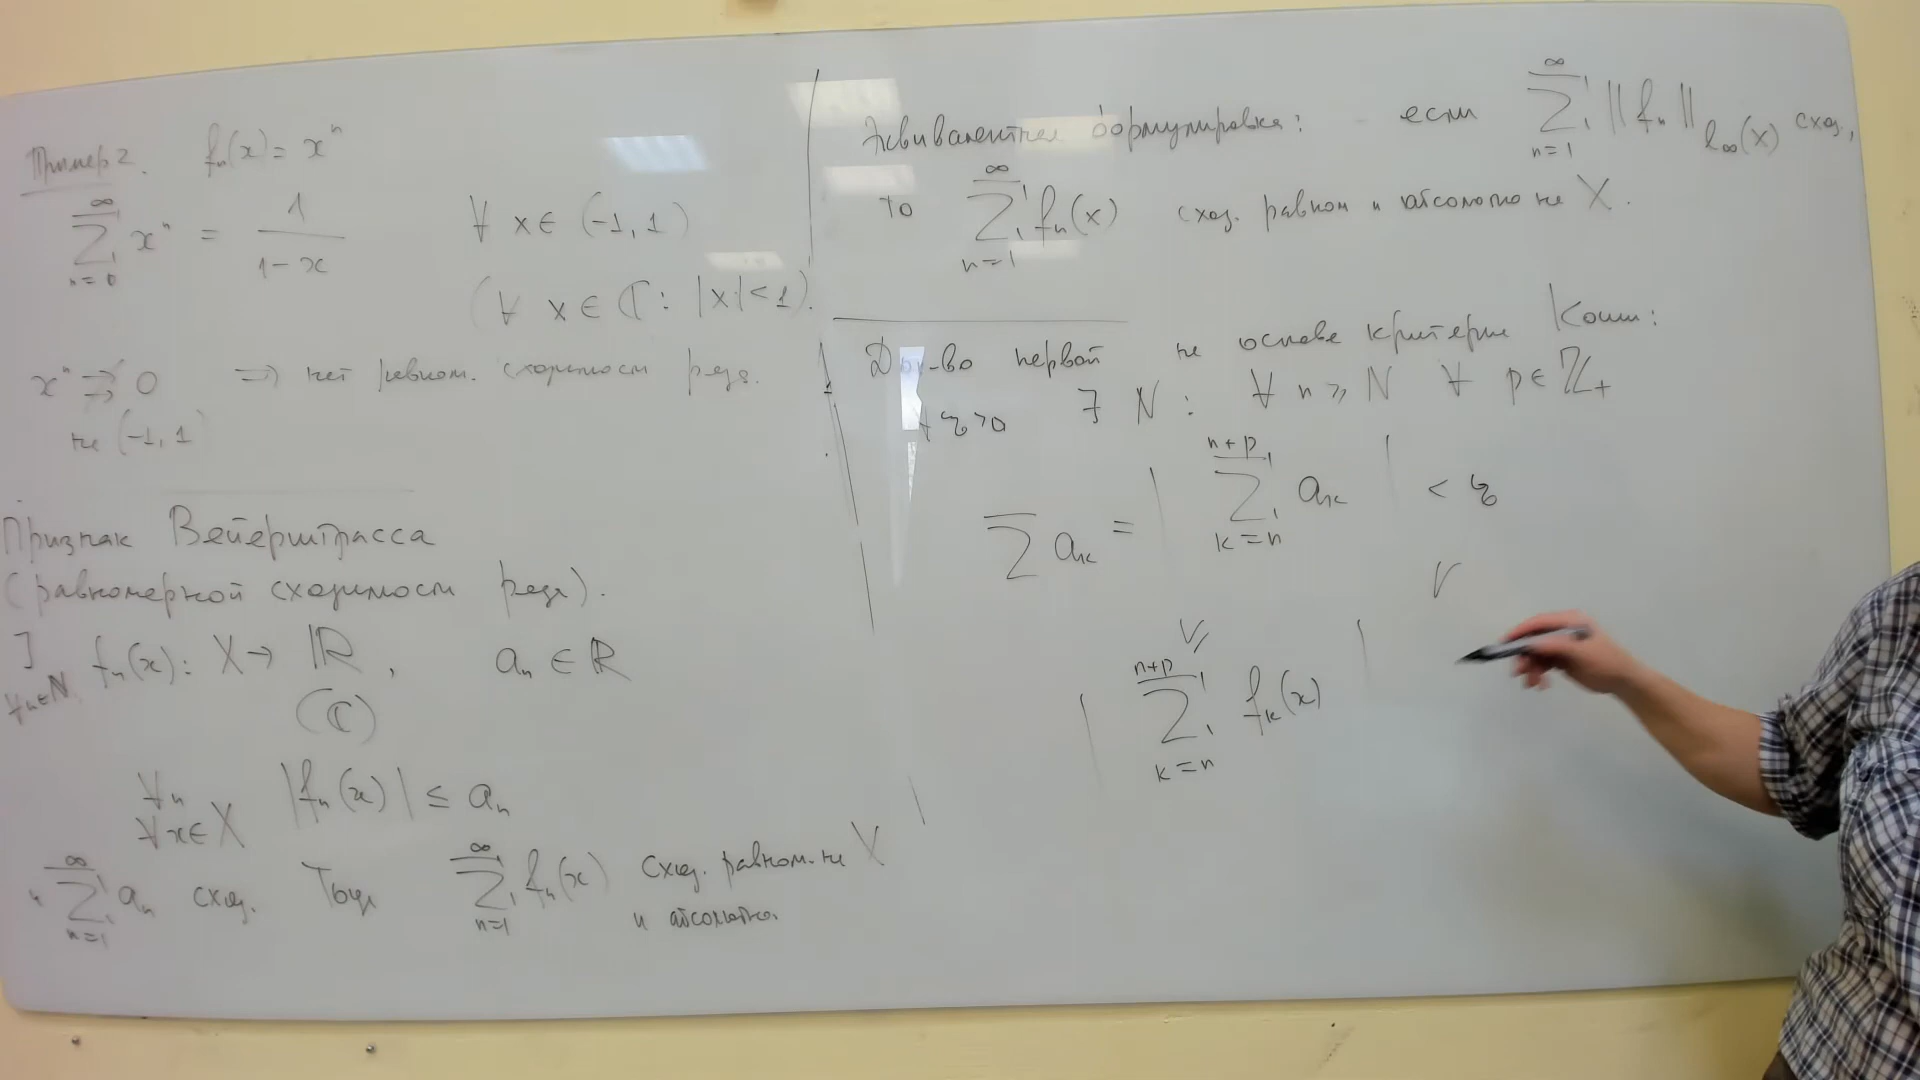 Пример 2. fₙ(x) = xⁿ
∞∑n=0 xⁿ = 1/(1-x) ∀ x∈(-1,1)
(∀ x∈ℂ: |x|<1).
xⁿ ⇉̸ 0 ⇒ нет равном. сходимости ряда.
на (-1,1)
Признак Вейерштрасса
(равномерной сходимости ряда).
] ∀n∈ℕ fₙ(x): X→ ℝ, aₙ∈ℝ
(ℂ)
∀n ∀x∈X |fₙ(x)| ≤ aₙ
и ∞∑n=1 aₙ сход. Тогда ∞∑n=1 fₙ(x) сход. равном. на X
и абсолютно.
Эквивалентная формулировка: если ∞∑n=1 ||fₙ|| l∞(X) сход.,
то ∞∑n=1 fₙ(x) сход. равном и абсолютно на X.
Док-во первой на основе критерия Коши:
∀ε>0 ∃ N: ∀ n ≥ N ∀ p∈ℤ₊
∑ aₖ = | n+p∑k=n aₖ | < ε
| n+p∑k=n fₖ(x) |